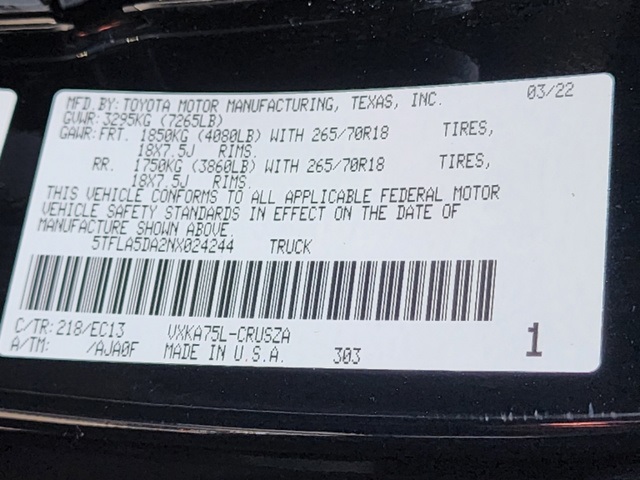 MFD.BY: TOYOTA MOTOR MANUFACTURING, TEXAS, INC. 03/22
GVWR: 3295KG (7265LB)
GAWR: FRT. 1850KG (4080LB) WITH 265/70R18 TIRES,
18X7.5J RIMS.
RR. 1750KG (3860LB) WITH 265/70R18 TIRES,
18X7.5J RIMS.
THIS VEHICLE CONFORMS TO ALL APPLICABLE FEDERAL MOTOR
VEHICLE SAFETY STANDARDS IN EFFECT ON THE DATE OF
MANUFACTURE SHOWN ABOVE.
5TFLA5DA2NX024244 TRUCK
C/TR: 218/EC13 VXKA75L-CRUSZA
A/TM: /AJA0F MADE IN U.S.A. 303 1